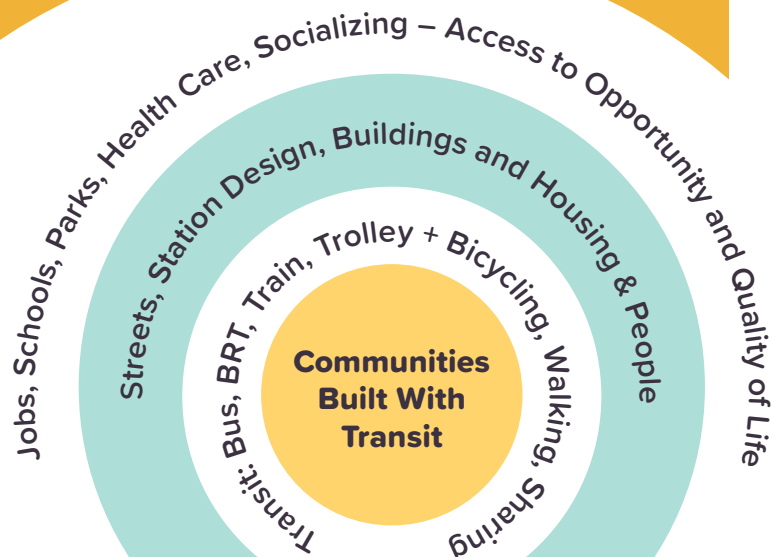 Jobs, Schools, Parks, Health Care, Socializing – Access to Opportunity and Quality of Life
Streets, Station Design, Buildings and Housing & People
Transit: Bus, BRT, Train, Trolley + Bicycling, Walking, Sharing
Communities
Built With
Transit